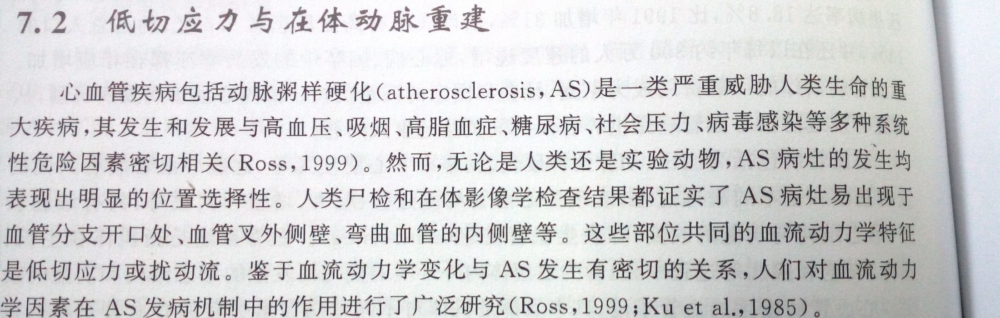 7.2 低切应力与在体动脉重建
心血管疾病包括动脉粥样硬化(atherosclerosis,AS)是一类严重威胁人类生命的重
大疾病,其发生和发展与高血压、吸烟、高脂血症、糖尿病、社会压力、病毒感染等多种系统
性危险因素密切相关(Ross,1999)。然而,无论是人类还是实验动物,AS 病灶的发生均
表现出明显的位置选择性。人类尸检和在体影像学检查结果都证实了 AS 病灶易出现于
血管分支开口处、血管叉外侧壁、弯曲血管的内侧壁等。这些部位共同的血流动力学特征
是低切应力或扰动流。鉴于血流动力学变化与 AS 发生有密切的关系,人们对血流动力
学因素在 AS 发病机制中的作用进行了广泛研究(Ross,1999;Ku et al.,1985)。